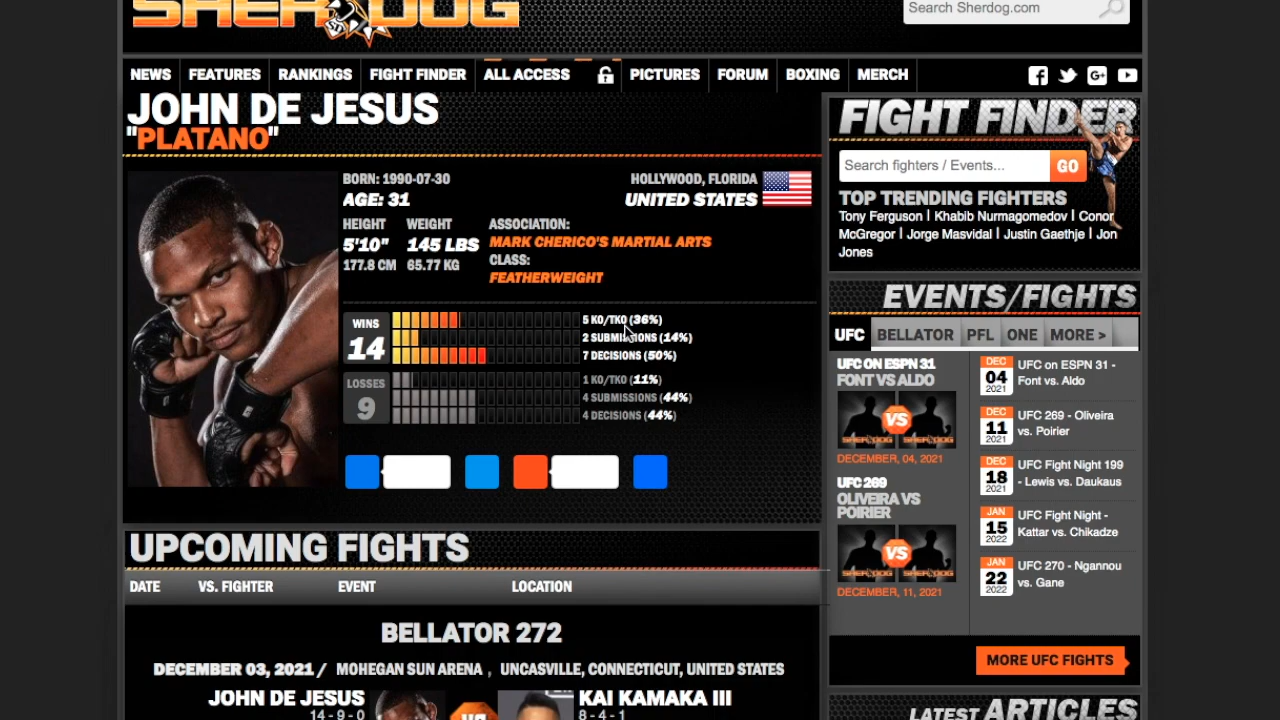 SHERDOG
Search Sherdog.com
NEWS FEATURES RANKINGS FIGHT FINDER ALL ACCESS PICTURES FORUM BOXING MERCH
JOHN DE JESUS
"PLATANO"
BORN: 1990-07-30
AGE: 31
HOLLYWOOD, FLORIDA
UNITED STATES
HEIGHT
5'10"
177.8 CM
WEIGHT
145 LBS
65.77 KG
ASSOCIATION:
MARK CHERICO'S MARTIAL ARTS
CLASS:
FEATHERWEIGHT
WINS
14
5 KO/TKO (36%)
2 SUBMISSIONS (14%)
7 DECISIONS (50%)
LOSSES
9
1 KO/TKO (11%)
4 SUBMISSIONS (44%)
4 DECISIONS (44%)
UPCOMING FIGHTS
DATE VS. FIGHTER EVENT LOCATION
BELLATOR 272
DECEMBER 03, 2021 / MOHEGAN SUN ARENA , UNCASVILLE, CONNECTICUT, UNITED STATES
JOHN DE JESUS
14-9-0
VS
KAI KAMAKA III
8-4-1
FIGHT FINDER
Search fighters / Events... GO
TOP TRENDING FIGHTERS
Tony Ferguson | Khabib Nurmagomedov | Conor
McGregor | Jorge Masvidal | Justin Gaethje | Jon
Jones
EVENTS/FIGHTS
UFC BELLATOR PFL ONE MORE >
UFC ON ESPN 31
FONT VS ALDO
VS
SHERDOG SHERDOG
DECEMBER, 04, 2021
UFC 269
OLIVEIRA VS
POIRIER
VS
SHERDOG SHERDOG
DECEMBER, 11, 2021
DEC
04
2021
UFC on ESPN 31 -
Font vs. Aldo
DEC
11
2021
UFC 269 - Oliveira
vs. Poirier
DEC
18
2021
UFC Fight Night 199
- Lewis vs. Daukaus
JAN
15
2022
UFC Fight Night -
Kattar vs. Chikadze
JAN
22
2022
UFC 270 - Ngannou
vs. Gane
MORE UFC FIGHTS
LATEST ARTICLES